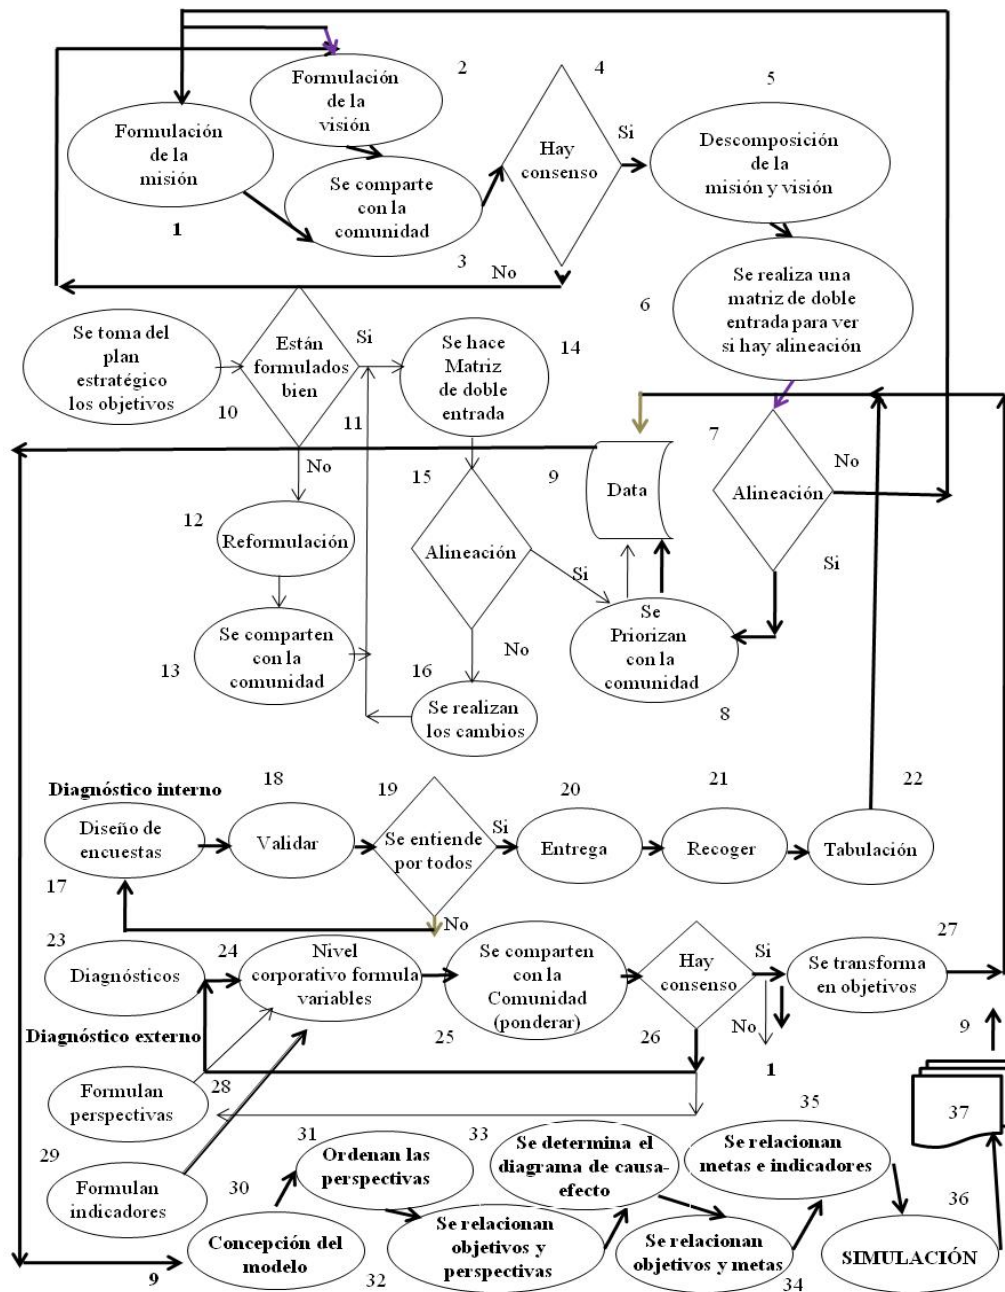 2
Formulación
de la
visión
4
5
Formulación
de la
misión
1
Se comparte
con la
comunidad
3
Hay
consenso
Si
No
Descomposición
de la
misión y visión
6
Se realiza una
matriz de doble
entrada para ver
si hay alineación
Se toma del
plan
estratégico
los objetivos
10
Están
formulados
bien
Si
11
No
Se hace
Matriz
de doble
entrada
14
7
9
Data
Alineación
No
Si
12
Reformulación
13
Se comparten
con la
comunidad
15
Alineación
Si
No
16
Se realizan
los cambios
Se
Priorizan
con la
comunidad
8
Diagnóstico interno
Diseño de
encuestas
17
18
Validar
19
Se entiende
por todos
Si
No
20
Entrega
21
Recoger
22
Tabulación
23
Diagnósticos
Diagnóstico externo
24
Nivel
corporativo formula
variables
Se comparten
con la
Comunidad
(ponderar)
25
Hay
consenso
26
Si
No
1
27
Se transforma
en objetivos
9
28
Formulan
perspectivas
29
Formulan
indicadores
30
Concepción del
modelo
9
31
Ordenan las
perspectivas
32
Se relacionan
objetivos y
perspectivas
33
Se determina el
diagrama de causa-
efecto
34
Se relacionan
objetivos y metas
35
Se relacionan
metas e indicadores
36
SIMULACIÓN
37